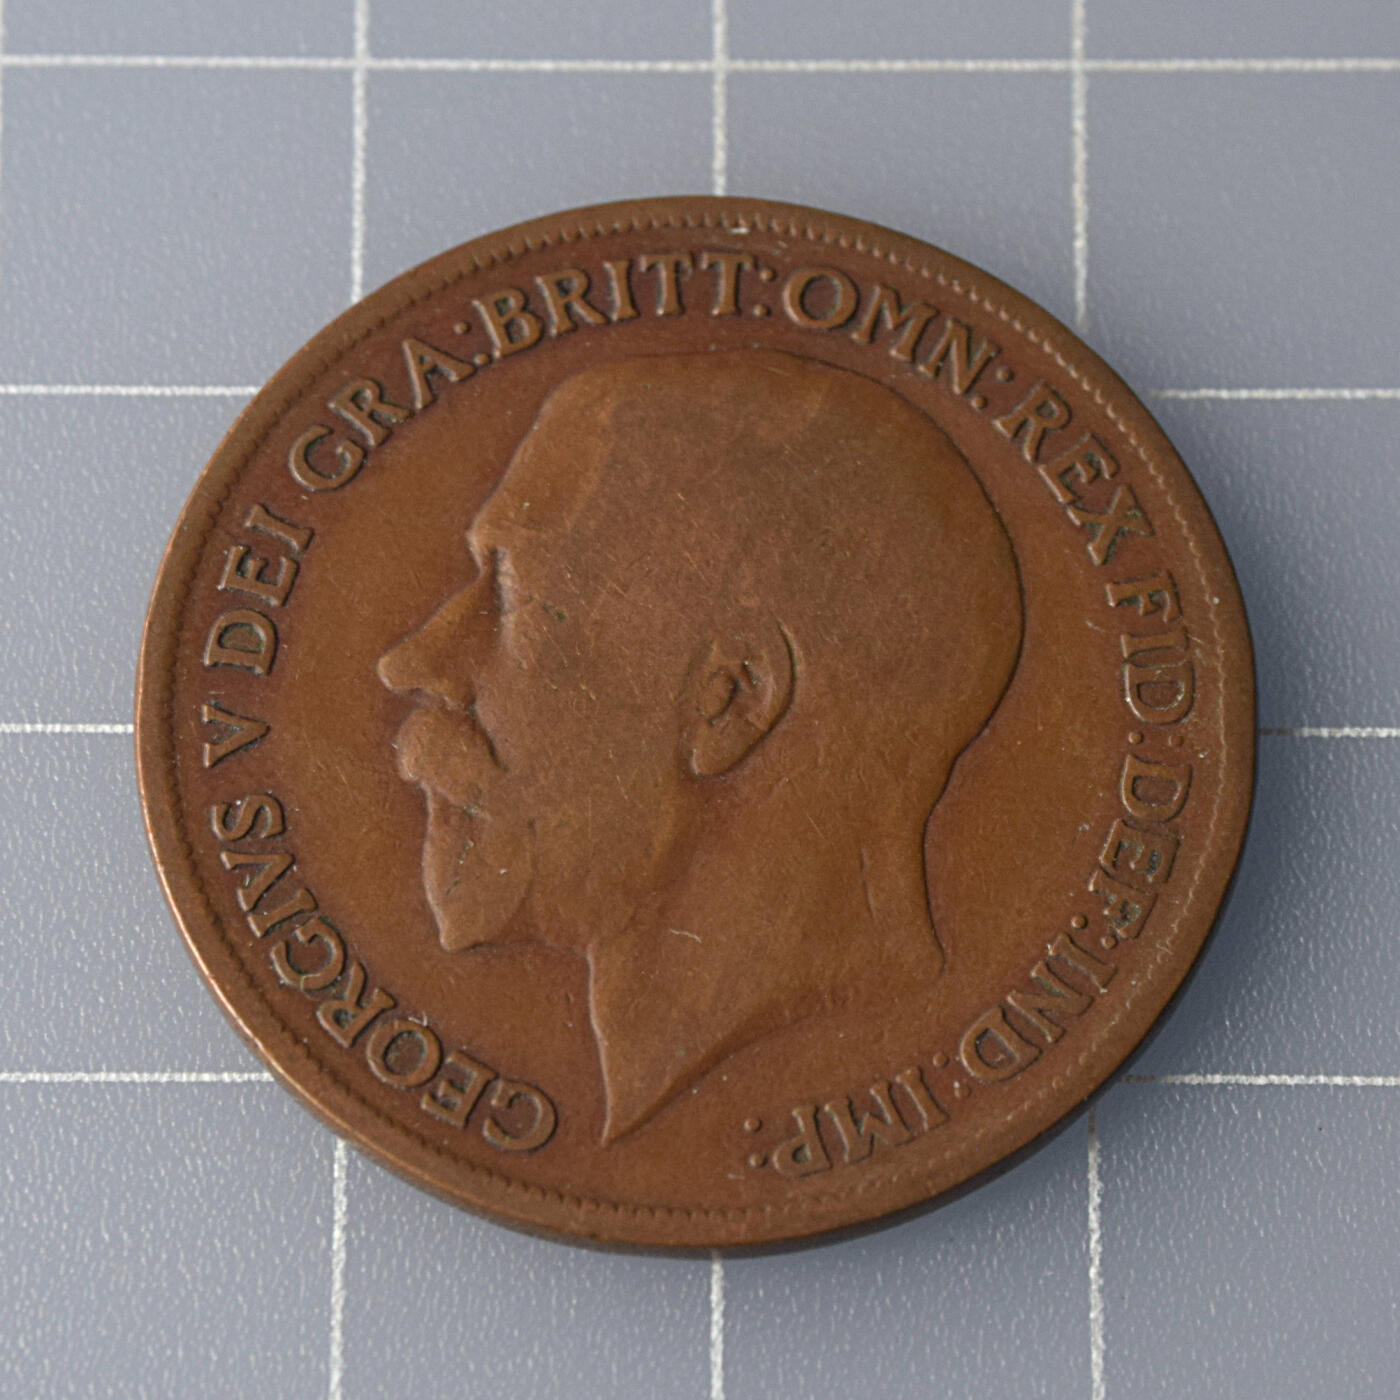 GEORGIVS V DEI GRA:BRITT:OMN:REX FID:DEF:IND:IMP: